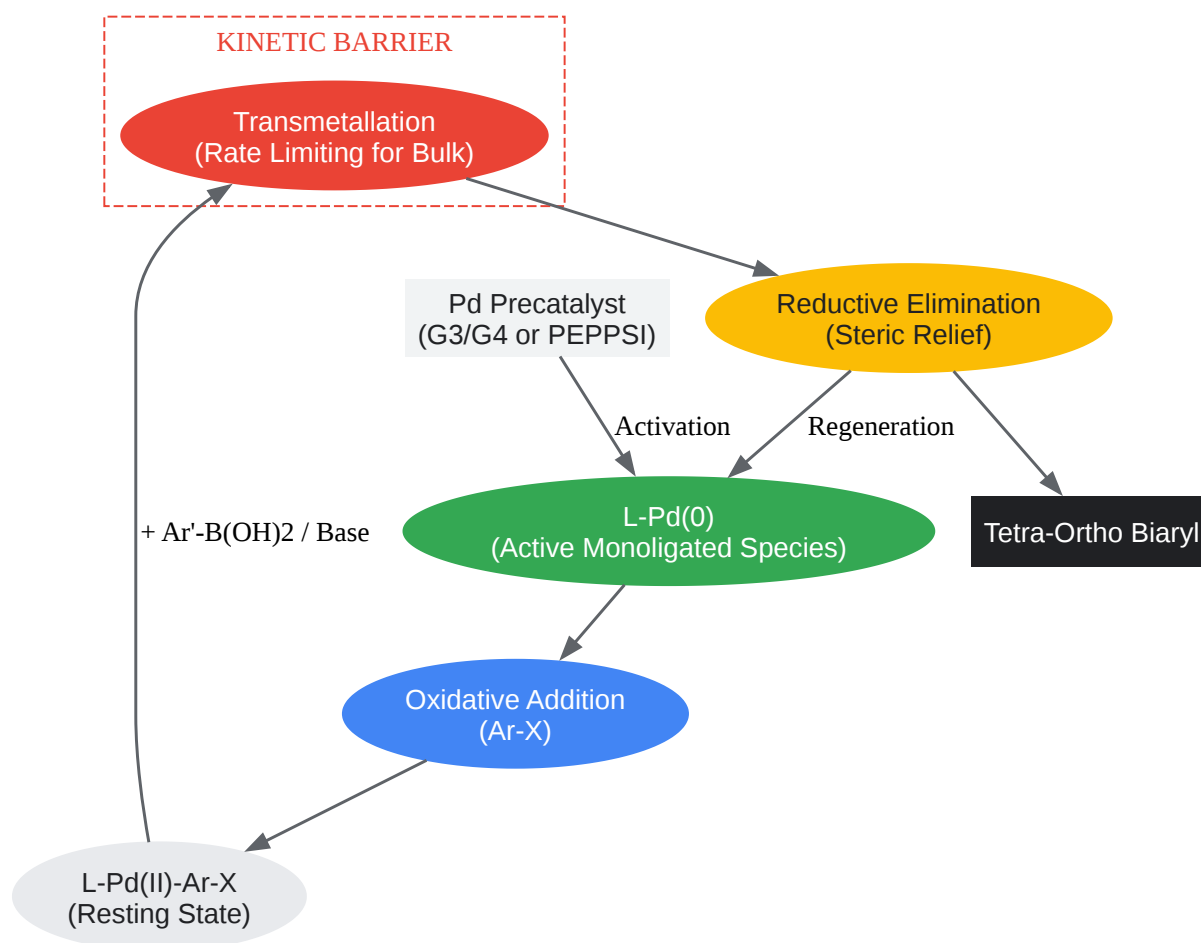 KINETIC BARRIER
Transmetallation
(Rate Limiting for Bulk)
Pd Precatalyst
(G3/G4 or PEPPSI)
Reductive Elimination
(Steric Relief)
Activation
Regeneration
L-Pd(0)
(Active Monoligated Species)
+ Ar'-B(OH)2 / Base
Tetra-Ortho Biaryl
Oxidative Addition
(Ar-X)
L-Pd(II)-Ar-X
(Resting State)